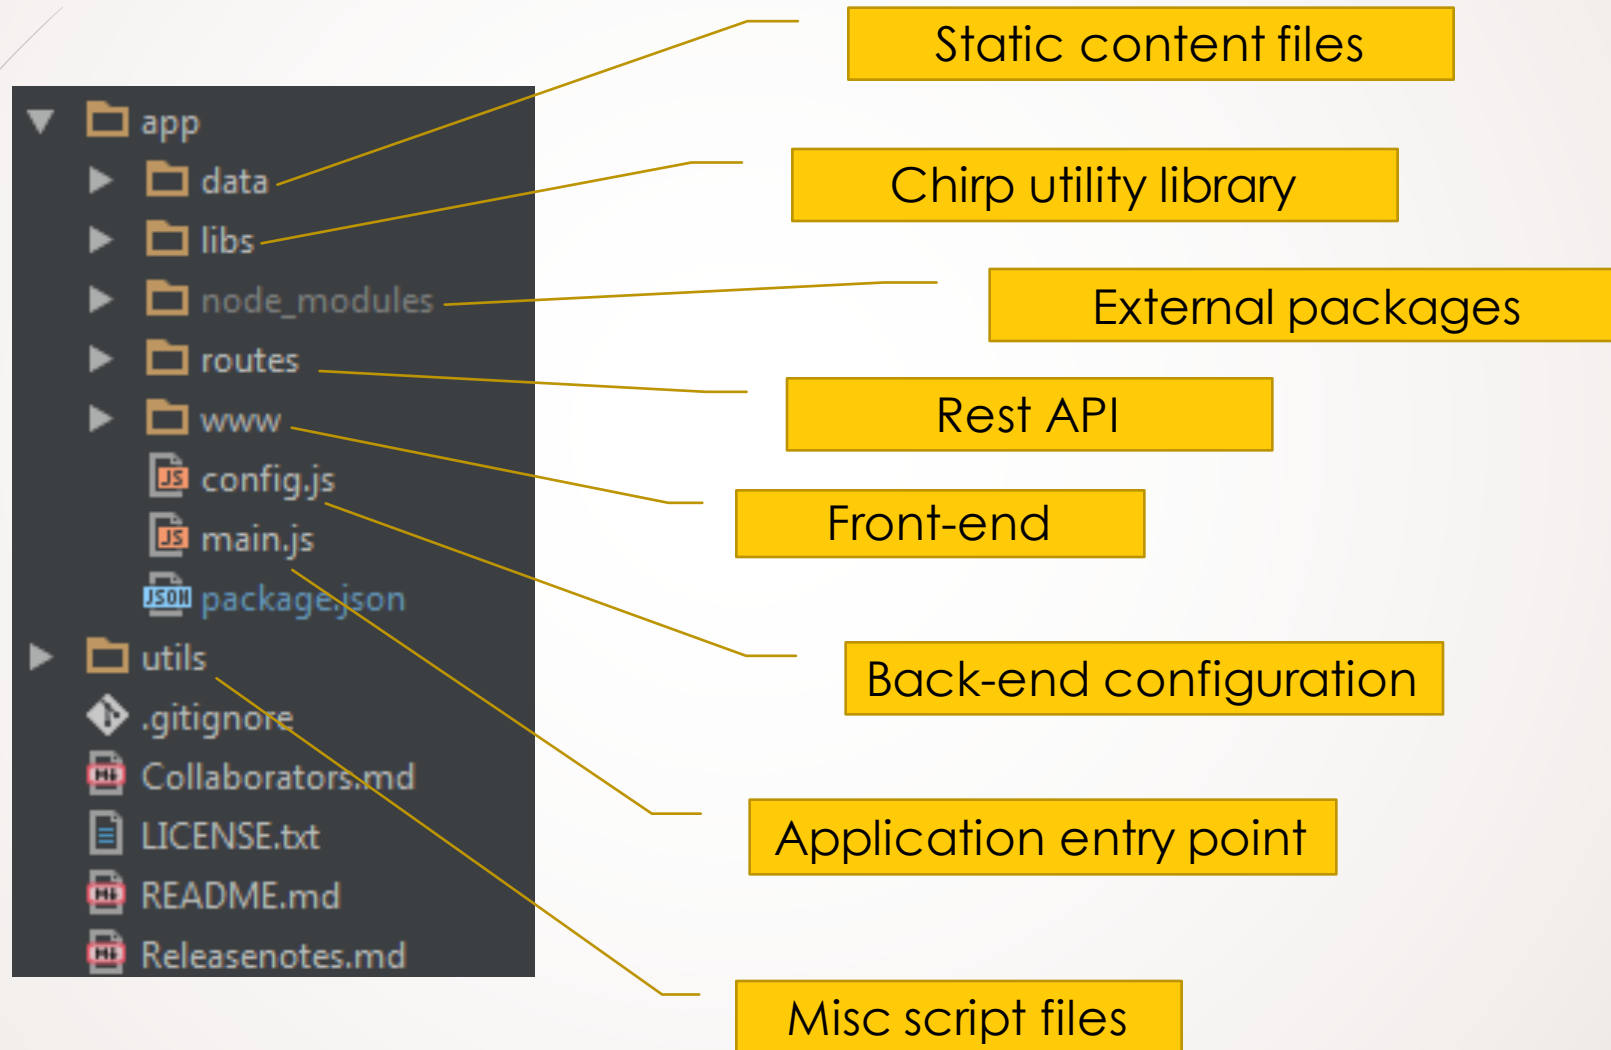 app
data
libs
node_modules
routes
www
config.js
main.js
package.json
utils
.gitignore
Collaborators.md
LICENSE.txt
README.md
Releasenotes.md
Static content files
Chirp utility library
External packages
Rest API
Front-end
Back-end configuration
Application entry point
Misc script files